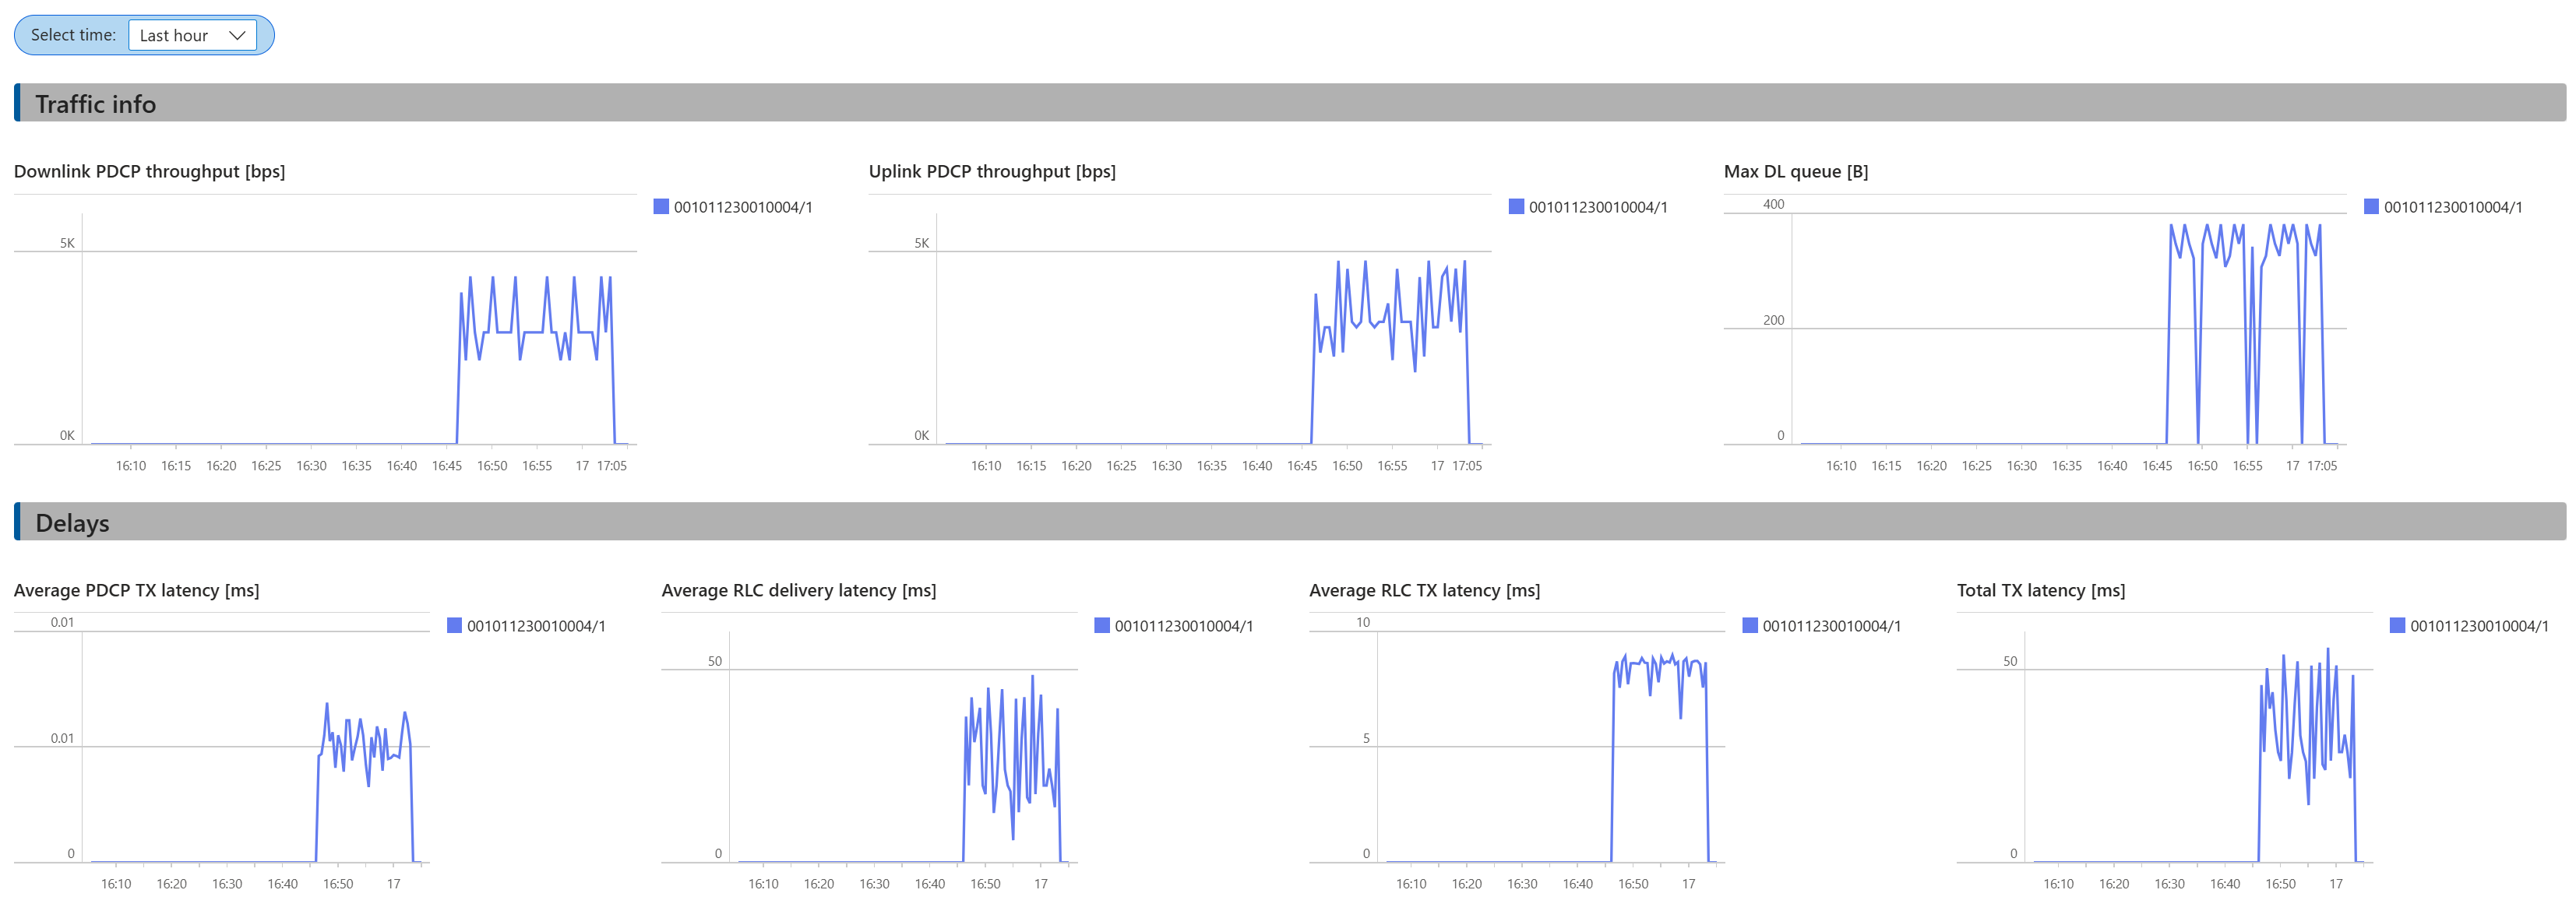 Select time: Last hour
Traffic info
Downlink PDCP throughput [bps]
5K
0K
16:10 16:15 16:20 16:25 16:30 16:35 16:40 16:45 16:50 16:55 17 17:05
001011230010004/1
Uplink PDCP throughput [bps]
5K
0K
16:10 16:15 16:20 16:25 16:30 16:35 16:40 16:45 16:50 16:55 17 17:05
001011230010004/1
Max DL queue [B]
400
200
0
16:10 16:15 16:20 16:25 16:30 16:35 16:40 16:45 16:50 16:55 17 17:05
001011230010004/1
Delays
Average PDCP TX latency [ms]
0.01
0.01
0
16:10 16:20 16:30 16:40 16:50 17
001011230010004/1
Average RLC delivery latency [ms]
50
0
16:10 16:20 16:30 16:40 16:50 17
001011230010004/1
Average RLC TX latency [ms]
10
5
0
16:10 16:20 16:30 16:40 16:50 17
001011230010004/1
Total TX latency [ms]
50
0
16:10 16:20 16:30 16:40 16:50 17
001011230010004/1